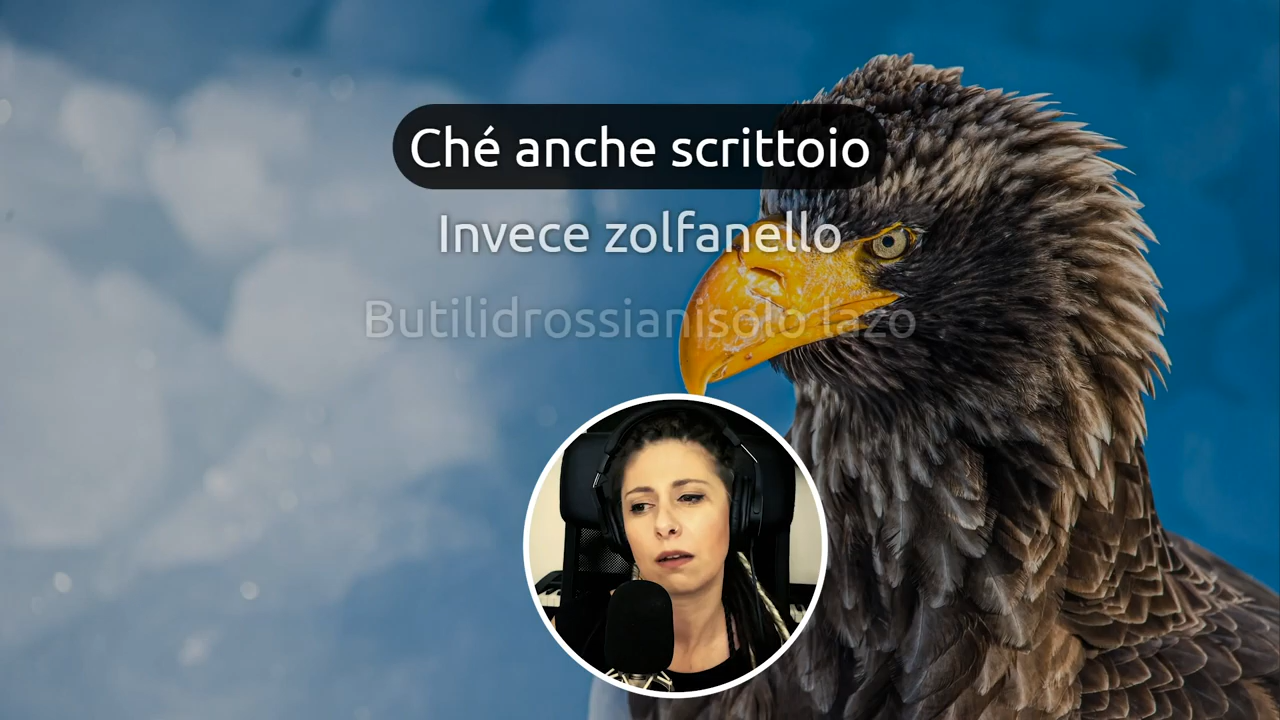 Ché anche scrittoio
Invece zolfanello
Butilidrossianisolo lazo